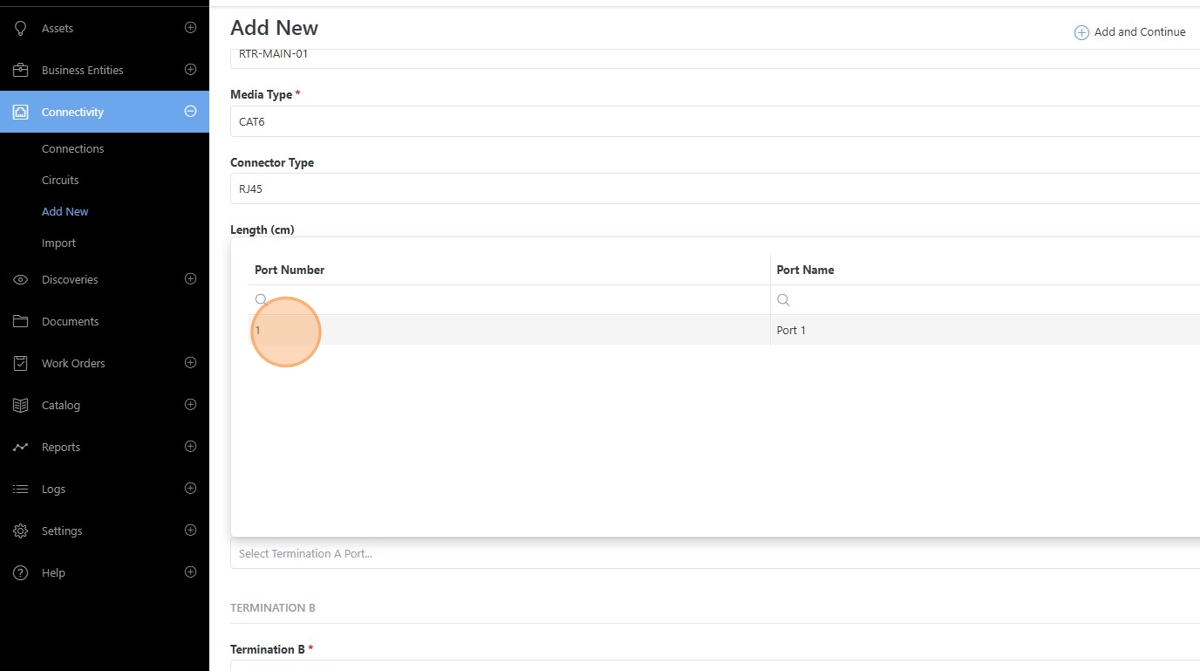 Assets
Business Entities
Connectivity
Connections
Circuits
Add New
Import
Discoveries
Documents
Work Orders
Catalog
Reports
Logs
Settings
Help
Add New
Add and Continue
RTR-MAIN-01
Media Type *
CAT6
Connector Type
RJ45
Length (cm)
Port Number Port Name
1 Port 1
Select Termination A Port...
TERMINATION B
Termination B *